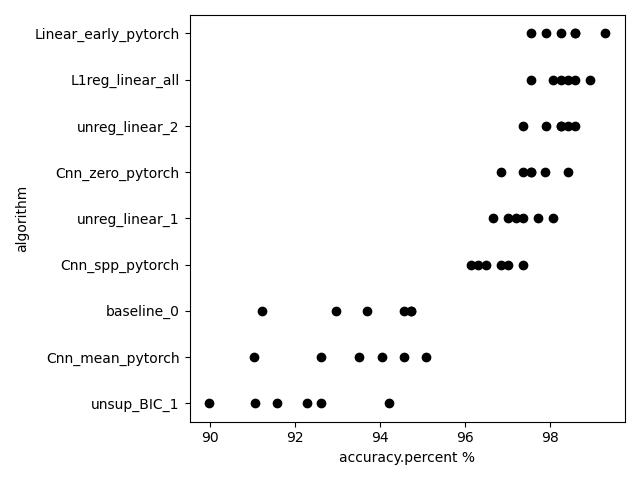 Linear_early_pytorch
L1reg_linear_all
unreg_linear_2
Cnn_zero_pytorch
unreg_linear_1
Cnn_spp_pytorch
baseline_0
Cnn_mean_pytorch
unsup_BIC_1
algorithm
90 92 94 96 98
accuracy.percent %